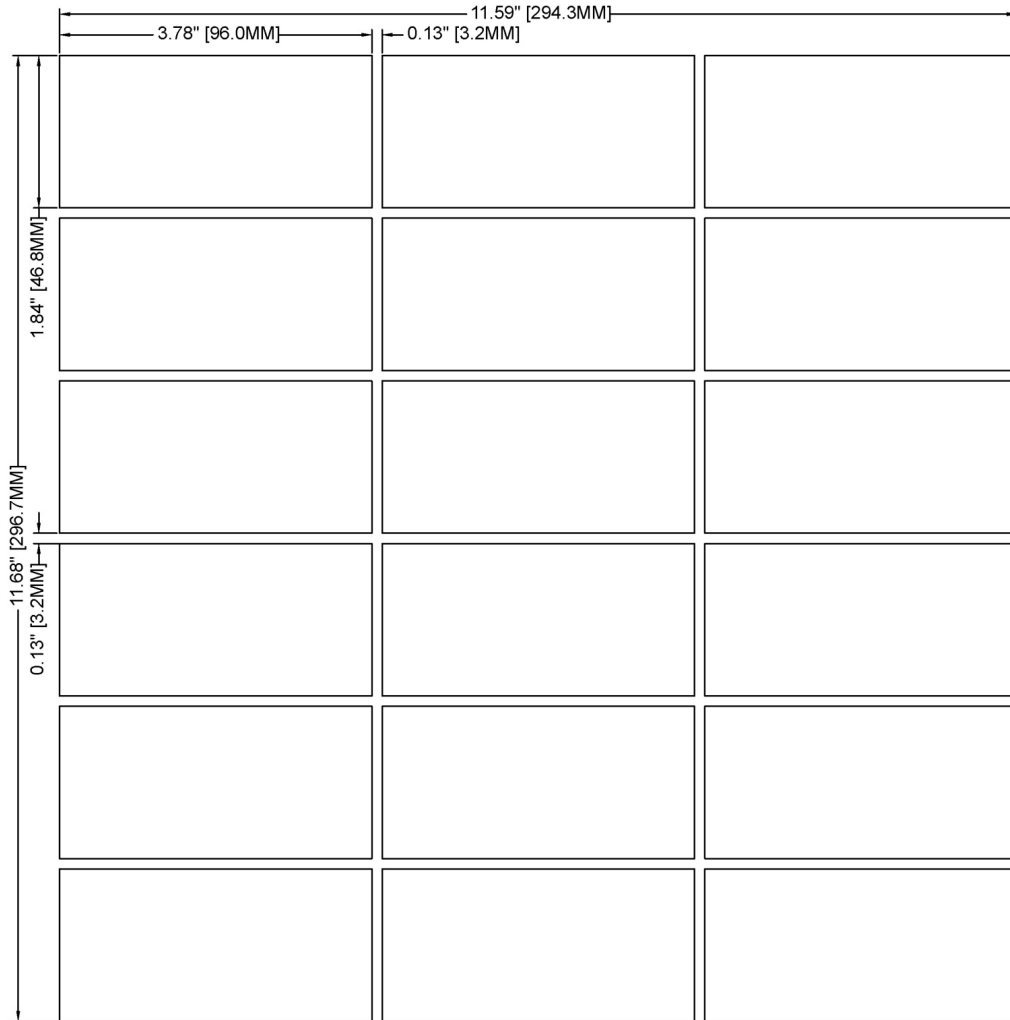 11.59" [294.3MM]
3.78" [96.0MM]
0.13" [3.2MM]
1.84" [46.8MM]
11.68" [296.7MM]
0.13" [3.2MM]